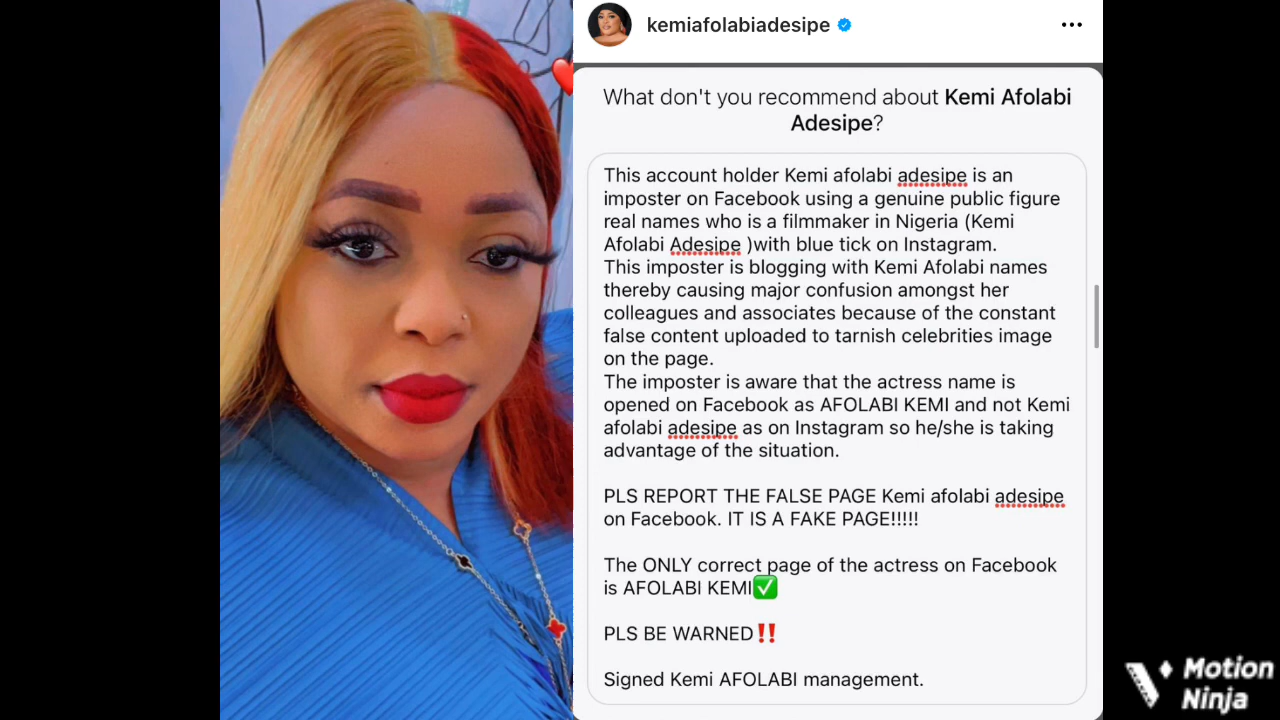 kemiafolabiadesipe
What don't you recommend about Kemi Afolabi
Adesipe?
This account holder Kemi afolabi adesipe is an
imposter on Facebook using a genuine public figure
real names who is a filmmaker in Nigeria (Kemi
Afolabi Adesipe )with blue tick on Instagram.
This imposter is blogging with Kemi Afolabi names
thereby causing major confusion amongst her
colleagues and associates because of the constant
false content uploaded to tarnish celebrities image
on the page.
The imposter is aware that the actress name is
opened on Facebook as AFOLABI KEMI and not Kemi
afolabi adesipe as on Instagram so he/she is taking
advantage of the situation.
PLS REPORT THE FALSE PAGE Kemi afolabi adesipe
on Facebook. IT IS A FAKE PAGE!!!!!
The ONLY correct page of the actress on Facebook
is AFOLABI KEMI✅
PLS BE WARNED‼️
Signed Kemi AFOLABI management.
Motion
Ninja